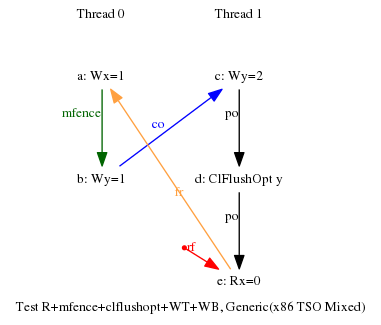 Thread 0 Thread 1
a: Wx=1 c: Wy=2
mfence po
co
b: Wy=1 d: ClFlushOpt y
fr
po
rf
e: Rx=0
Test R+mfence+clflushopt+WT+WB, Generic(x86 TSO Mixed)